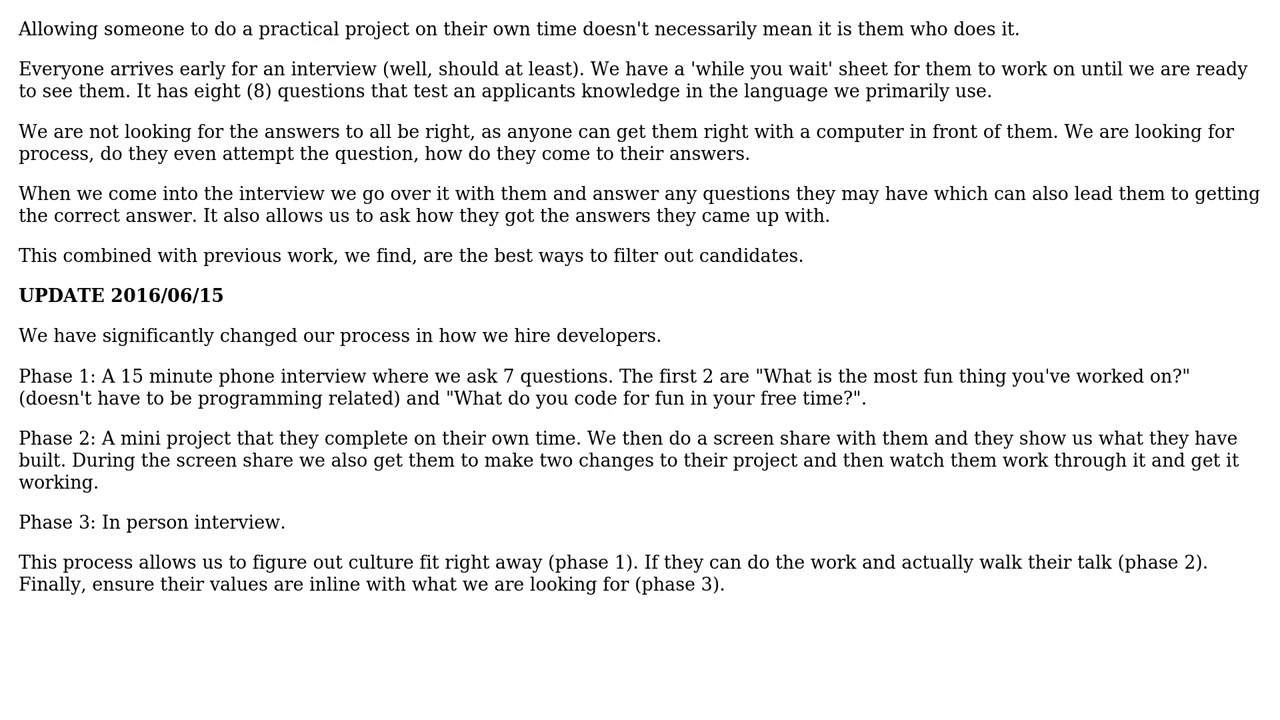 Allowing someone to do a practical project on their own time doesn't necessarily mean it is them who does it.
Everyone arrives early for an interview (well, should at least). We have a 'while you wait' sheet for them to work on until we are ready
to see them. It has eight (8) questions that test an applicants knowledge in the language we primarily use.
We are not looking for the answers to all be right, as anyone can get them right with a computer in front of them. We are looking for
process, do they even attempt the question, how do they come to their answers.
When we come into the interview we go over it with them and answer any questions they may have which can also lead them to getting
the correct answer. It also allows us to ask how they got the answers they came up with.
This combined with previous work, we find, are the best ways to filter out candidates.
UPDATE 2016/06/15
We have significantly changed our process in how we hire developers.
Phase 1: A 15 minute phone interview where we ask 7 questions. The first 2 are "What is the most fun thing you've worked on?"
(doesn't have to be programming related) and "What do you code for fun in your free time?".
Phase 2: A mini project that they complete on their own time. We then do a screen share with them and they show us what they have
built. During the screen share we also get them to make two changes to their project and then watch them work through it and get it
working.
Phase 3: In person interview.
This process allows us to figure out culture fit right away (phase 1). If they can do the work and actually walk their talk (phase 2).
Finally, ensure their values are inline with what we are looking for (phase 3).